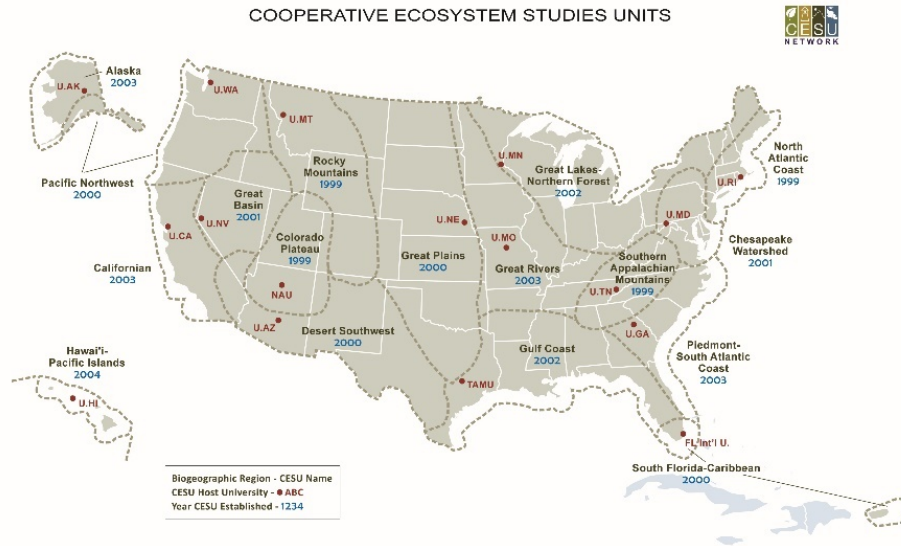 COOPERATIVE ECOSYSTEM STUDIES UNITS
CESU
NETWORK
Alaska
2003
U.AK
U.WA
U.MT
Pacific Northwest
2000
Rocky
Mountains
1999
U.MN
Great Lakes-
Northern Forest
2002
North
Atlantic
Coast
1999
U.RI
Great
Basin
2001
U.NV
U.CA
Colorado
Plateau
1999
U.NE
U.MO
Great Plains
2000
Great Rivers
2003
U.MD
Chesapeake
Watershed
2001
Southern
Appalachian
Mountains
1999
U.TN
Californian
2003
NAU
U.AZ
Desert Southwest
2000
Gulf Coast
2002
U.GA
Piedmont-
South Atlantic
Coast
2003
TAMU
Hawai'i-
Pacific Islands
2004
U.HI
FL Int'l U.
South Florida-Caribbean
2000
Biogeographic Region - CESU Name
CESU Host University - ABC
Year CESU Established - 1234